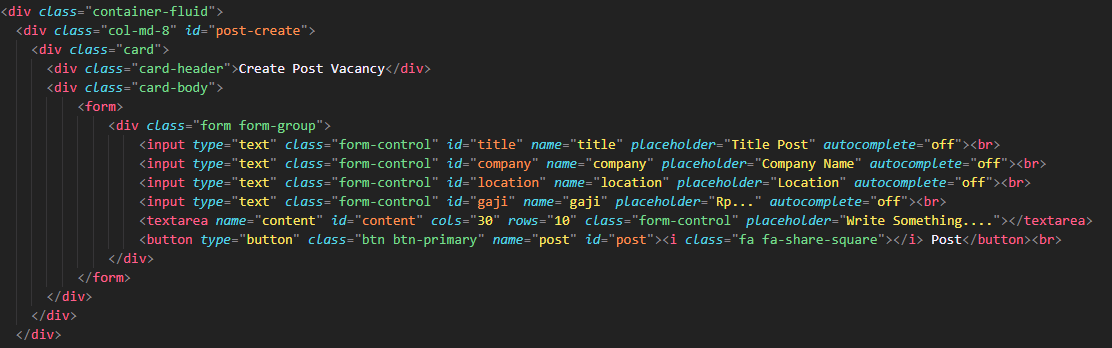 <div class="container-fluid">
<div class="col-md-8" id="post-create">
<div class="card">
<div class="card-header">Create Post Vacancy</div>
<div class="card-body">
<form>
<div class="form form-group">
<input type="text" class="form-control" id="title" name="title" placeholder="Title Post" autocomplete="off"><br>
<input type="text" class="form-control" id="company" name="company" placeholder="Company Name" autocomplete="off"><br>
<input type="text" class="form-control" id="location" name="location" placeholder="Location" autocomplete="off"><br>
<input type="text" class="form-control" id="gaji" name="gaji" placeholder="Rp..." autocomplete="off"><br>
<textarea name="content" id="content" cols="30" rows="10" class="form-control" placeholder="Write Something...."></textarea>
<button type="button" class="btn btn-primary" name="post" id="post"><i class="fa fa-share-square"></i> Post</button><br>
</div>
</form>
</div>
</div>
</div>